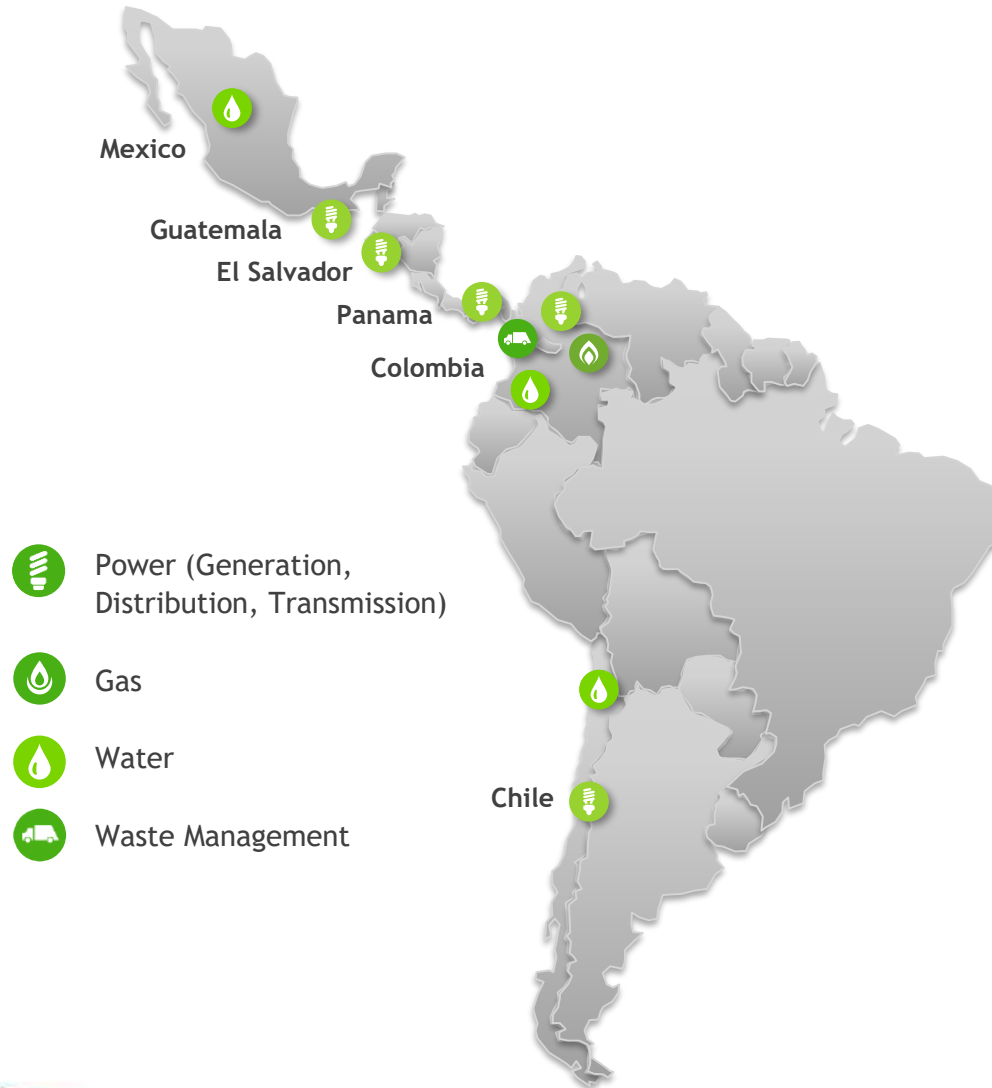 Mexico
Guatemala
El Salvador
Panama
Colombia
Power (Generation,
Distribution, Transmission)
Gas
Water
Chile
Waste Management